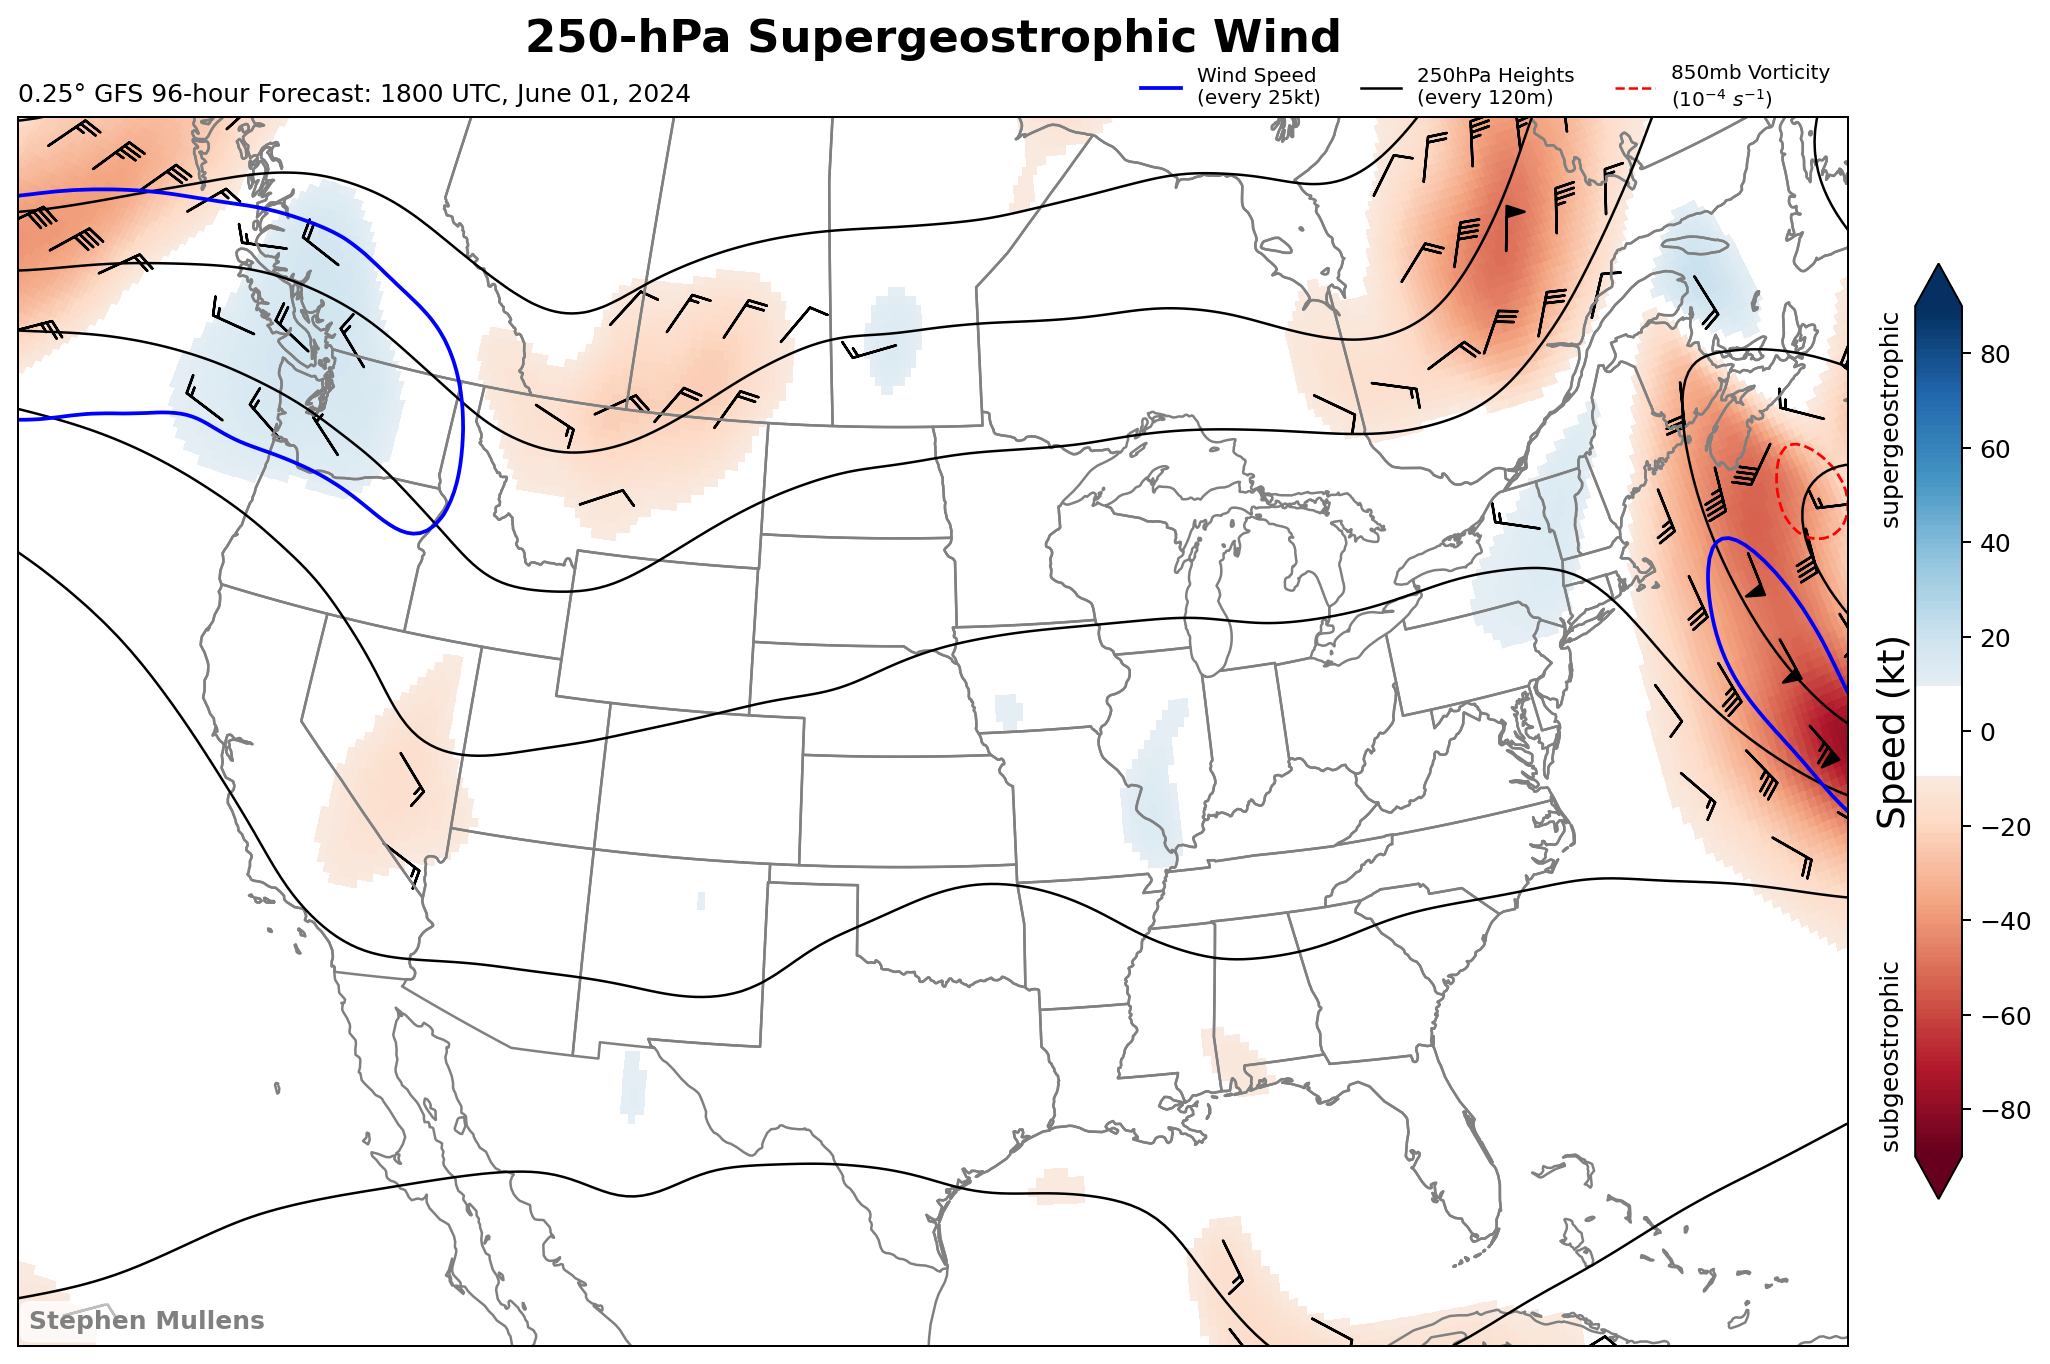 250-hPa Supergeostrophic Wind
0.25° GFS 96-hour Forecast: 1800 UTC, June 01, 2024
Wind Speed
(every 25kt)
250hPa Heights
(every 120m)
850mb Vorticity
(10⁻⁴ s⁻¹)
supergeostrophic
Speed (kt)
subgeostrophic
80
60
40
20
0
−20
−40
−60
−80
Stephen Mullens